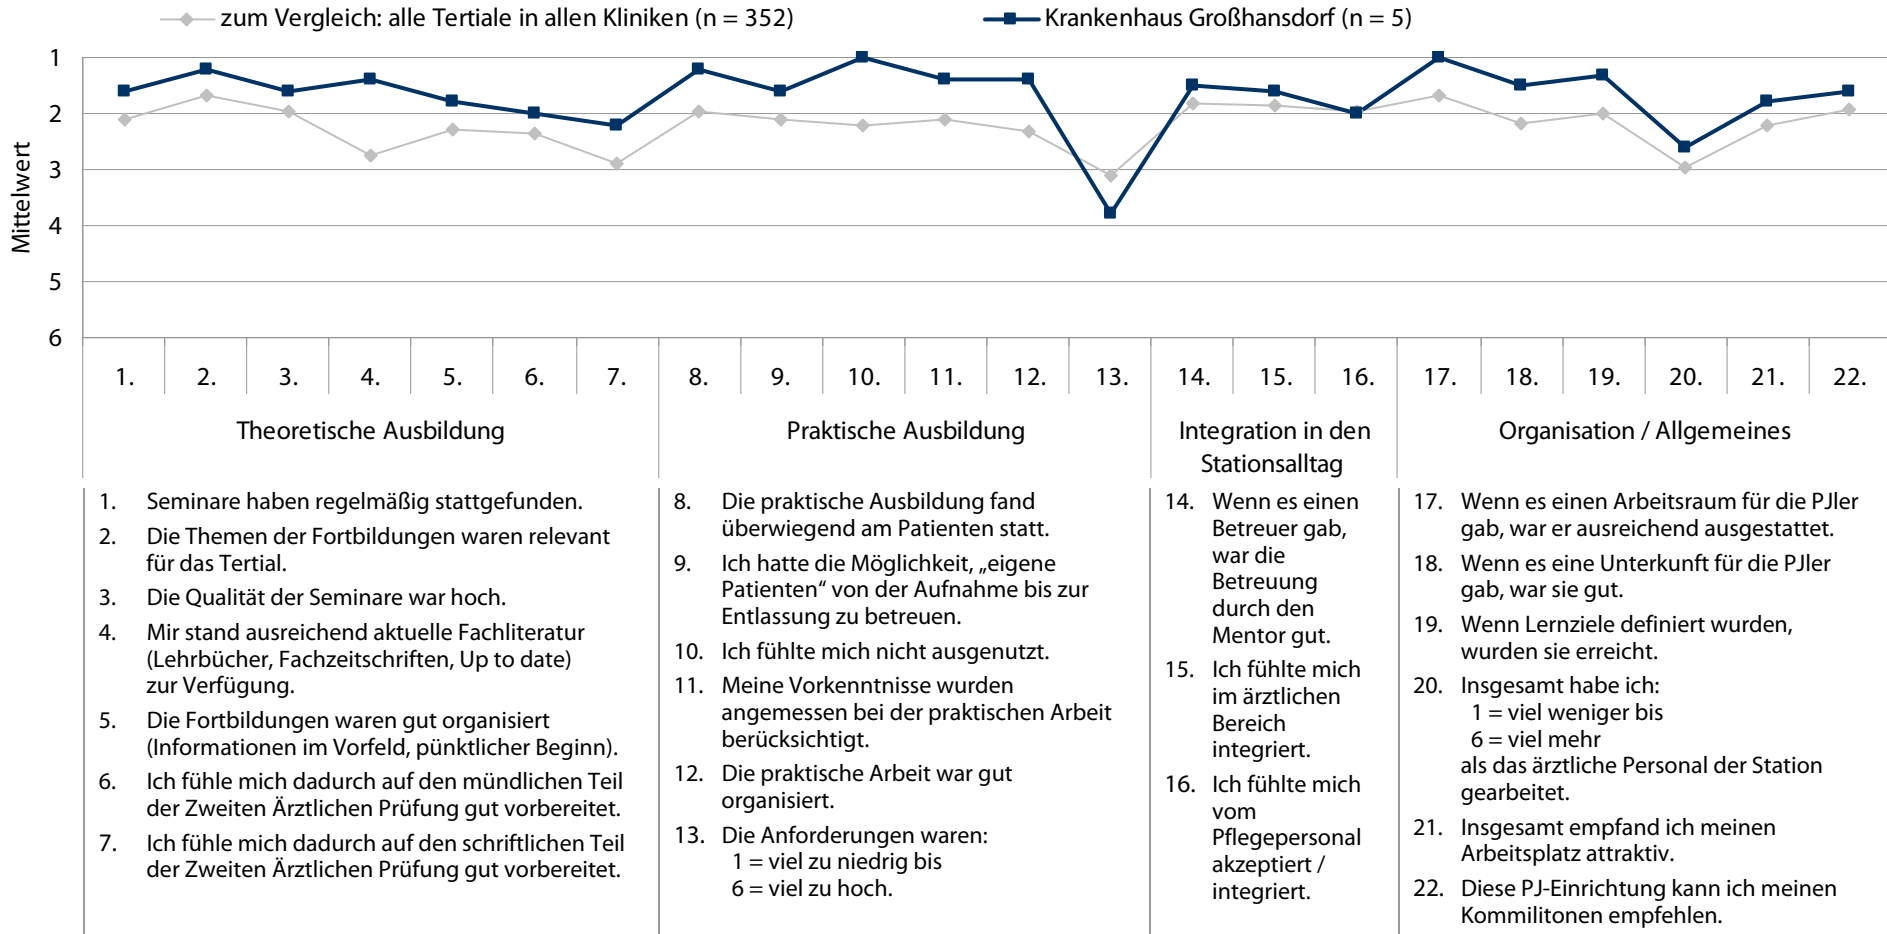 zum Vergleich: alle Tertiale in allen Kliniken (n = 352)
Krankenhaus Großhansdorf (n = 5)
Mittelwert
1
2
3
4
5
6
1. 2. 3. 4. 5. 6. 7. 8. 9. 10. 11. 12. 13. 14. 15. 16. 17. 18. 19. 20. 21. 22.
Theoretische Ausbildung
Praktische Ausbildung
Integration in den
Stationsalltag
Organisation / Allgemeines
1. Seminare haben regelmäßig stattgefunden.
2. Die Themen der Fortbildungen waren relevant
für das Tertial.
3. Die Qualität der Seminare war hoch.
4. Mir stand ausreichend aktuelle Fachliteratur
(Lehrbücher, Fachzeitschriften, Up to date)
zur Verfügung.
5. Die Fortbildungen waren gut organisiert
(Informationen im Vorfeld, pünktlicher Beginn).
6. Ich fühle mich dadurch auf den mündlichen Teil
der Zweiten Ärztlichen Prüfung gut vorbereitet.
7. Ich fühle mich dadurch auf den schriftlichen Teil
der Zweiten Ärztlichen Prüfung gut vorbereitet.
8. Die praktische Ausbildung fand
überwiegend am Patienten statt.
9. Ich hatte die Möglichkeit, „eigene
Patienten“ von der Aufnahme bis zur
Entlassung zu betreuen.
10. Ich fühlte mich nicht ausgenutzt.
11. Meine Vorkenntnisse wurden
angemessen bei der praktischen Arbeit
berücksichtigt.
12. Die praktische Arbeit war gut
organisiert.
13. Die Anforderungen waren:
1 = viel zu niedrig bis
6 = viel zu hoch.
14. Wenn es einen
Betreuer gab,
war die
Betreuung
durch den
Mentor gut.
15. Ich fühlte mich
im ärztlichen
Bereich
integriert.
16. Ich fühlte mich
vom
Pflegepersonal
akzeptiert /
integriert.
17. Wenn es einen Arbeitsraum für die PJler
gab, war er ausreichend ausgestattet.
18. Wenn es eine Unterkunft für die PJler
gab, war sie gut.
19. Wenn Lernziele definiert wurden,
wurden sie erreicht.
20. Insgesamt habe ich:
1 = viel weniger bis
6 = viel mehr
als das ärztliche Personal der Station
gearbeitet.
21. Insgesamt empfand ich meinen
Arbeitsplatz attraktiv.
22. Diese PJ-Einrichtung kann ich meinen
Kommilitonen empfehlen.